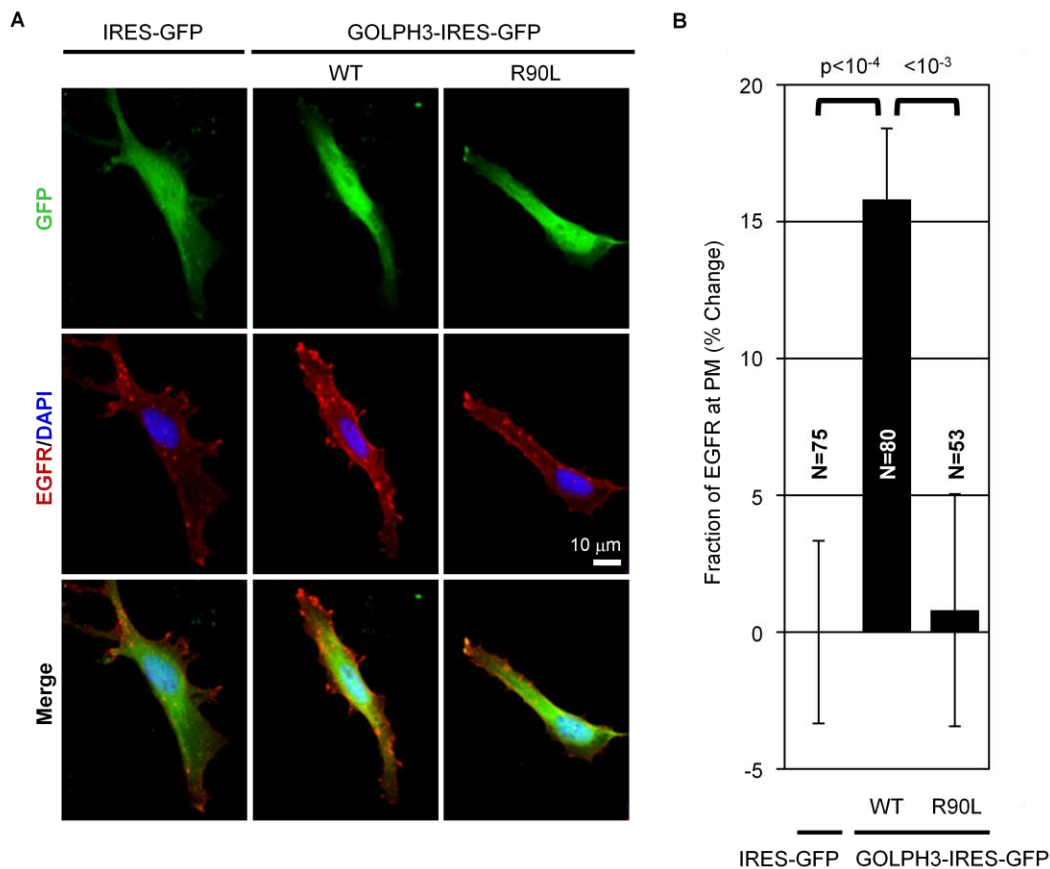 A
IRES-GFP
GOLPH3-IRES-GFP
WT
R90L
GFP
EGFR/DAPI
10 μm
Merge
B
p<10-4
<10-3
Fraction of EGFR at PM (% Change)
20
15
10
5
0
-5
N=75
N=80
N=53
WT
R90L
IRES-GFP
GOLPH3-IRES-GFP